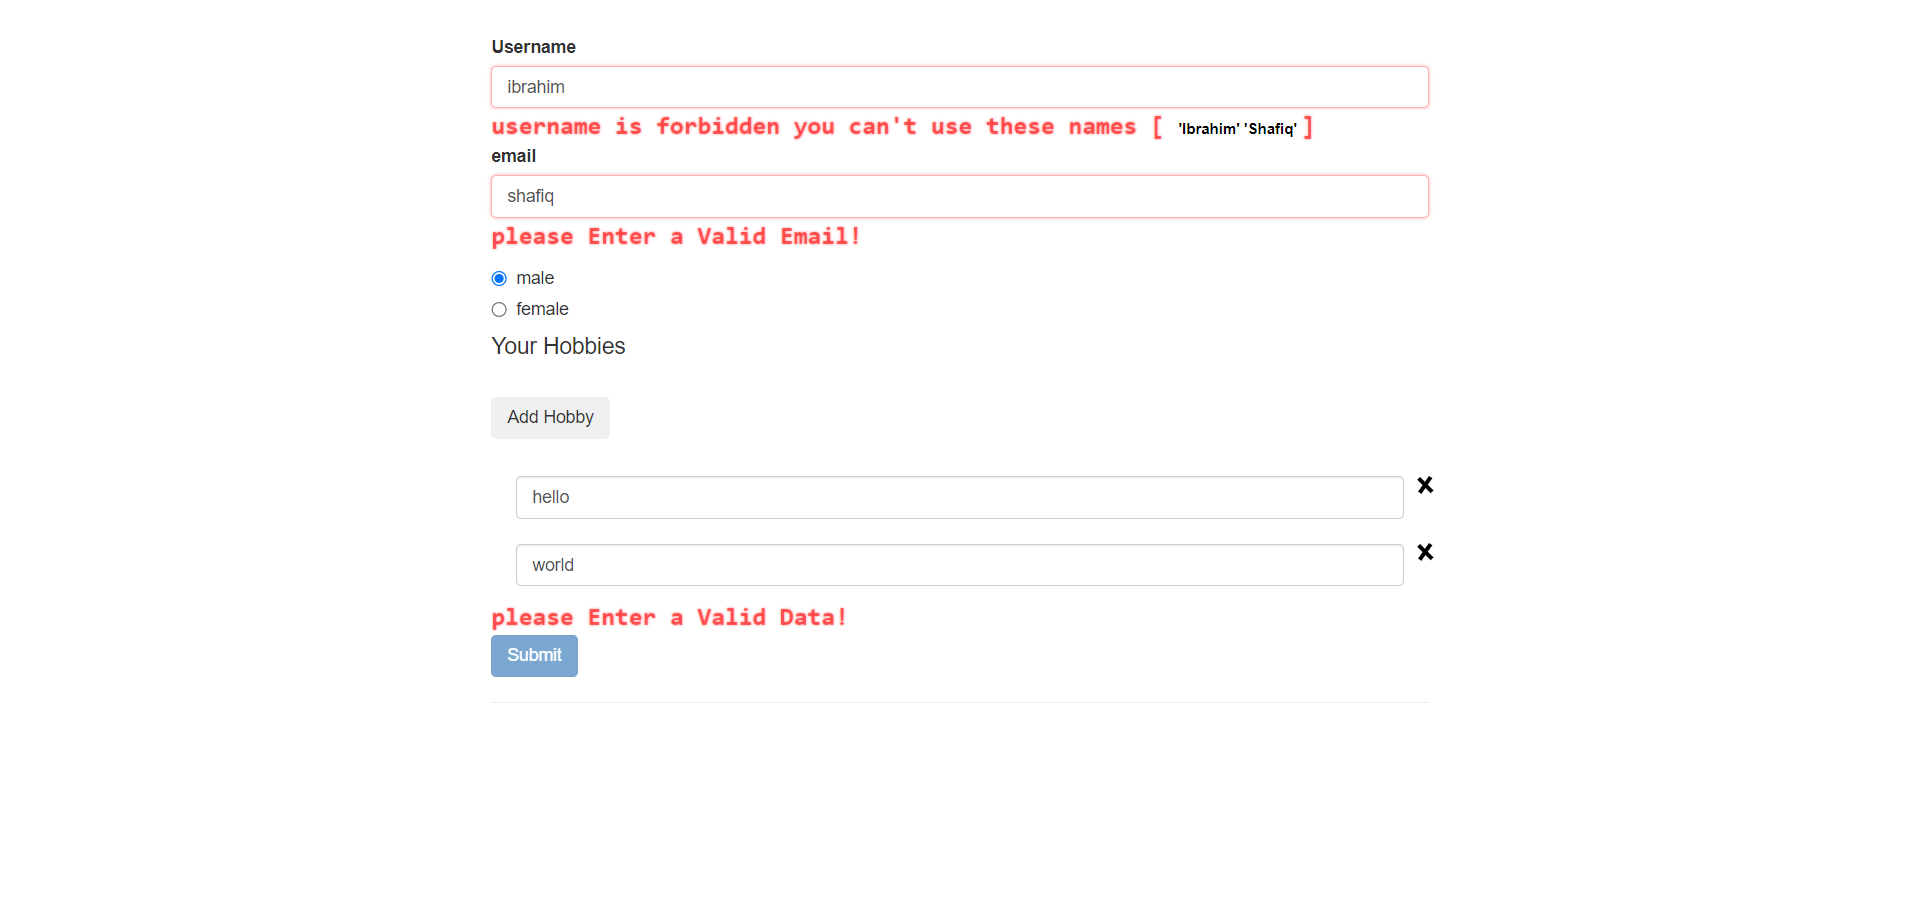 Username
ibrahim
username is forbidden you can't use these names [ 'Ibrahim' 'Shafiq' ]
email
shafiq
please Enter a Valid Email!
male
female
Your Hobbies
Add Hobby
hello
world
please Enter a Valid Data!
Submit